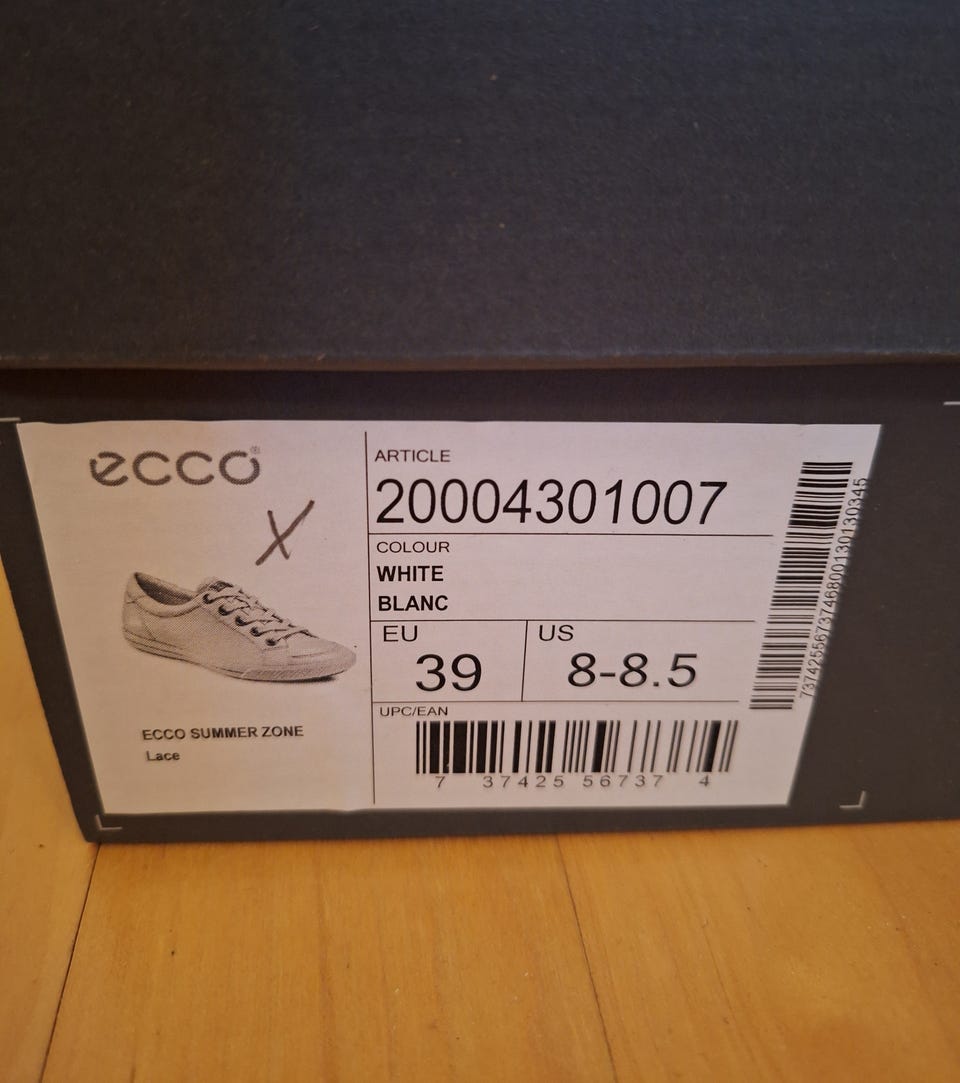 ecco®
X
ECCO SUMMER ZONE
Lace
ARTICLE
20004301007
COLOUR
WHITE
BLANC
EU
39
US
8-8.5
UPC/EAN
7 37425 56737 4